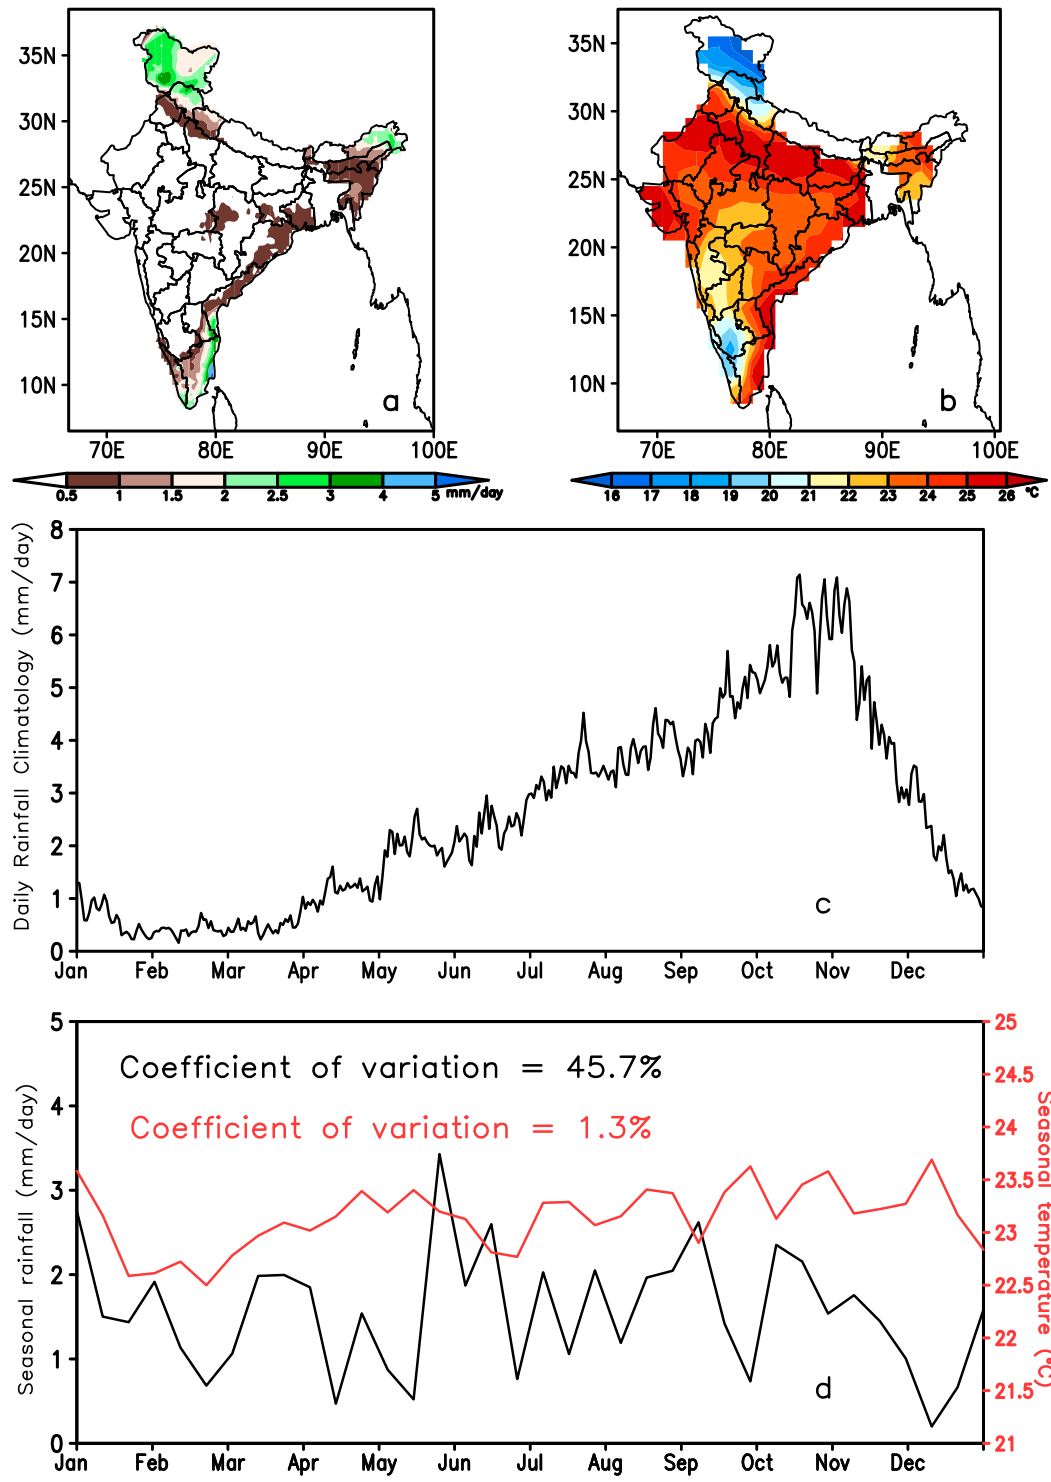 35N
30N
25N
20N
15N
10N
70E 80E 90E 100E
a
0.5 1 1.5 2 2.5 3 4 5 mm/day
35N
30N
25N
20N
15N
10N
70E 80E 90E 100E
b
16 17 18 19 20 21 22 23 24 25 26 °C
Daily Rainfall Climatology (mm/day)
8
7
6
5
4
3
2
1
0
Jan Feb Mar Apr May Jun Jul Aug Sep Oct Nov Dec
c
Seasonal rainfall (mm/day)
5
4
3
2
1
0
Coefficient of variation = 45.7%
Coefficient of variation = 1.3%
d
25
24.5
24
23.5
23
22.5
22
21.5
21
Seasonal temperature (°C)
Jan Feb Mar Apr May Jun Jul Aug Sep Oct Nov Dec